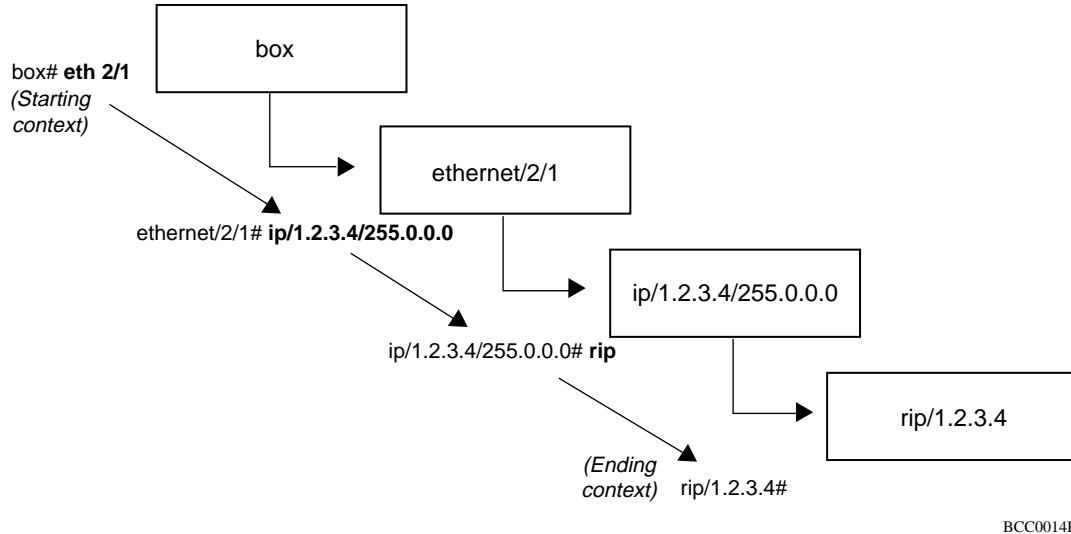 box
box# eth 2/1
(Starting
context)
ethernet/2/1
ethernet/2/1# ip/1.2.3.4/255.0.0.0
ip/1.2.3.4/255.0.0.0
ip/1.2.3.4/255.0.0.0# rip
rip/1.2.3.4
(Ending
context)
rip/1.2.3.4#